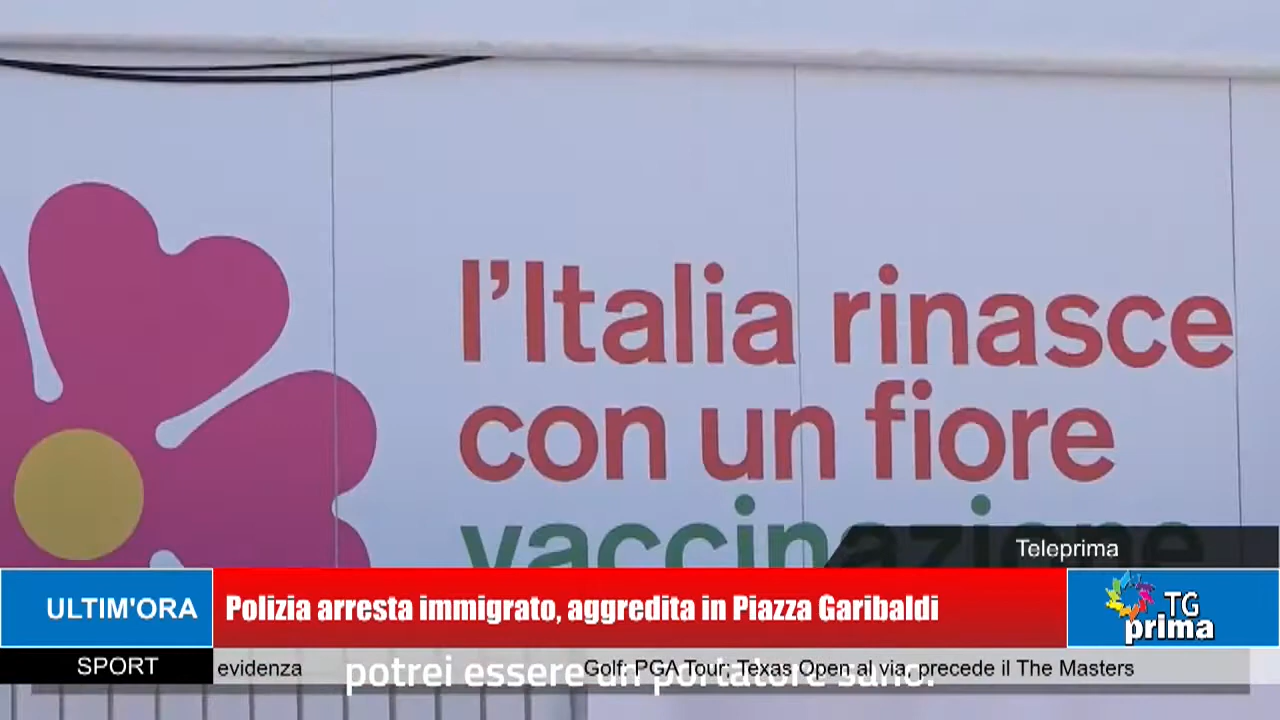 l'Italia rinasce
con un fiore
vaccinazione
Teleprima
ULTIM'ORA
Polizia arresta immigrato, aggredita in Piazza Garibaldi
TG
prima
SPORT
evidenza
Golf: PGA Tour; Texas Open al via, precede il The Masters
potrei essere un portatore sano.